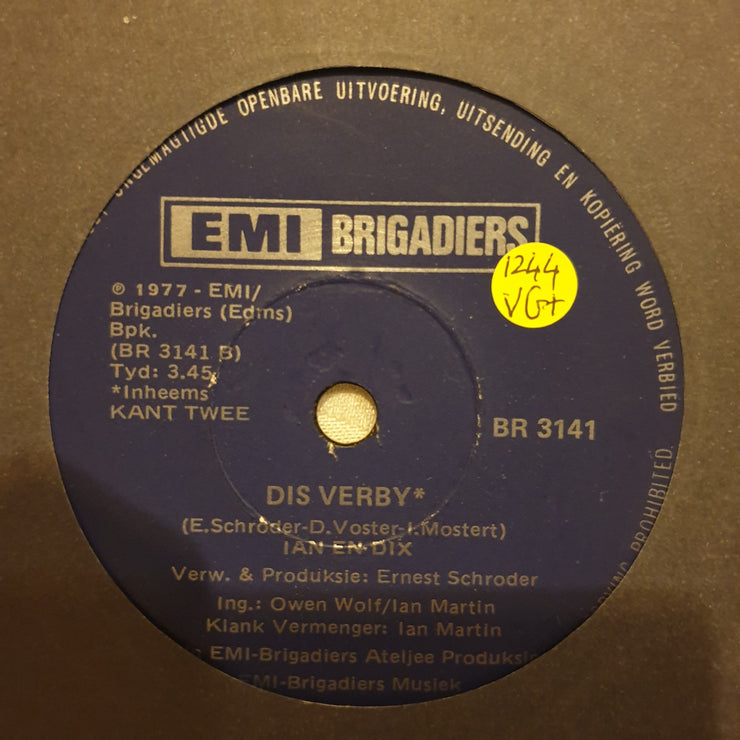 ONGEMAGTIGDE OPENBARE UITVOERING, UITSENDING EN KOPIËRING WORD VERBIED
EMI BRIGADIERS
1244
VG+
℗ 1977 - EMI/
Brigadiers (Edms)
Bpk.
(BR 3141 B)
Tyd: 3.45
*Inheems
KANT TWEE
BR 3141
DIS VERBY*
(E.Schroder-D.Voster-I.Mostert)
IAN EN DIX
Verw. & Produksie: Ernest Schroder
Ing.: Owen Wolf/Ian Martin
Klank Vermenger: Ian Martin
EMI-Brigadiers Ateljee
EMI-Brigadiers Musiek
PROHIBITED